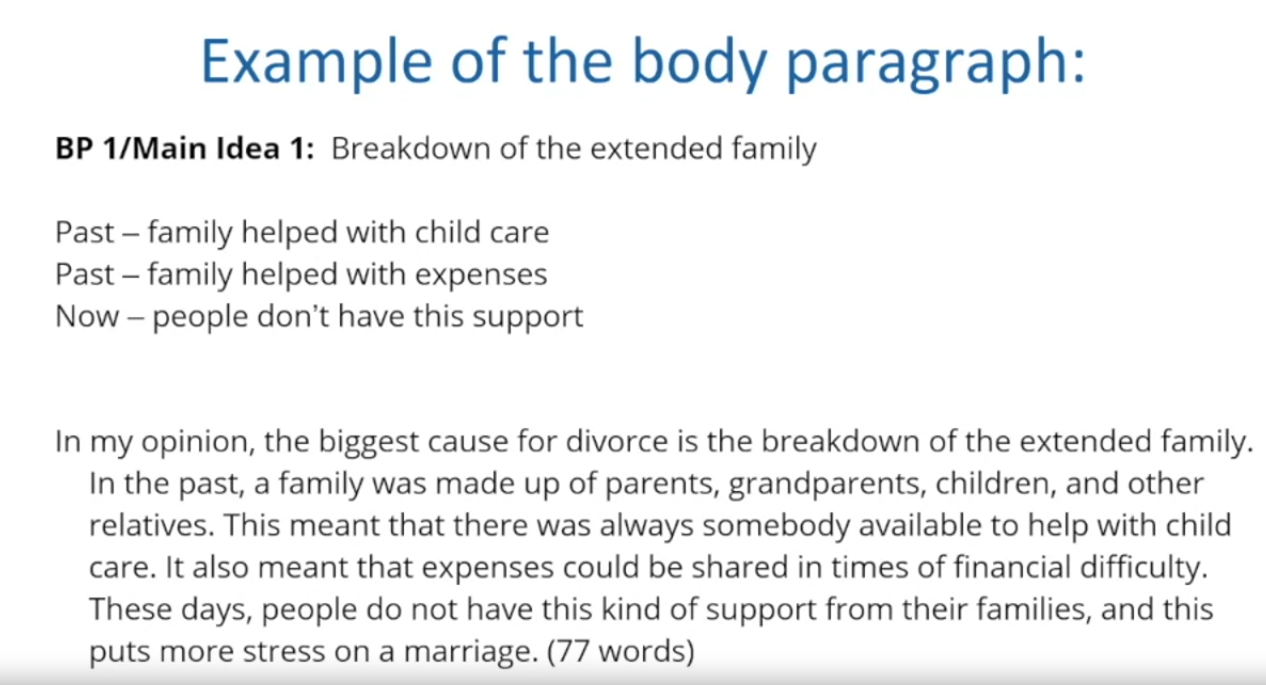 Example of the body paragraph:
BP 1/Main Idea 1: Breakdown of the extended family
Past – family helped with child care
Past – family helped with expenses
Now – people don’t have this support
In my opinion, the biggest cause for divorce is the breakdown of the extended family.
In the past, a family was made up of parents, grandparents, children, and other
relatives. This meant that there was always somebody available to help with child
care. It also meant that expenses could be shared in times of financial difficulty.
These days, people do not have this kind of support from their families, and this
puts more stress on a marriage. (77 words)